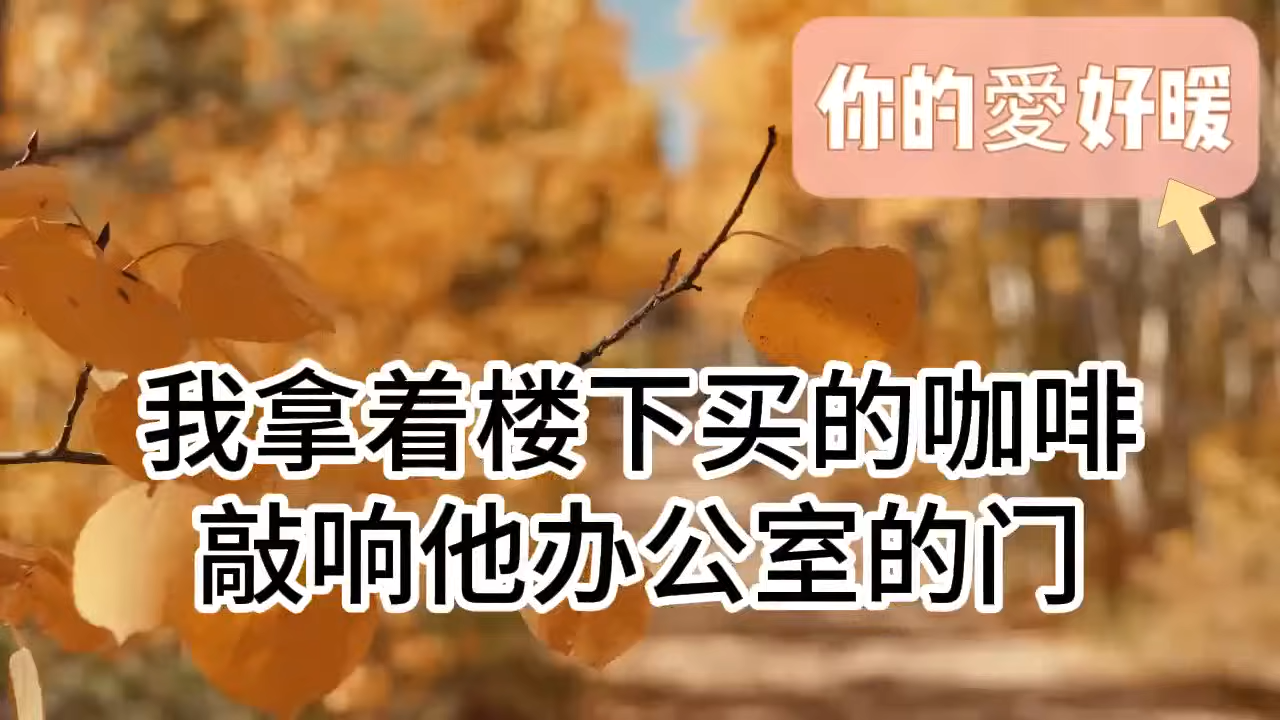 你的愛好暖
我拿着楼下买的咖啡
敲响他办公室的门